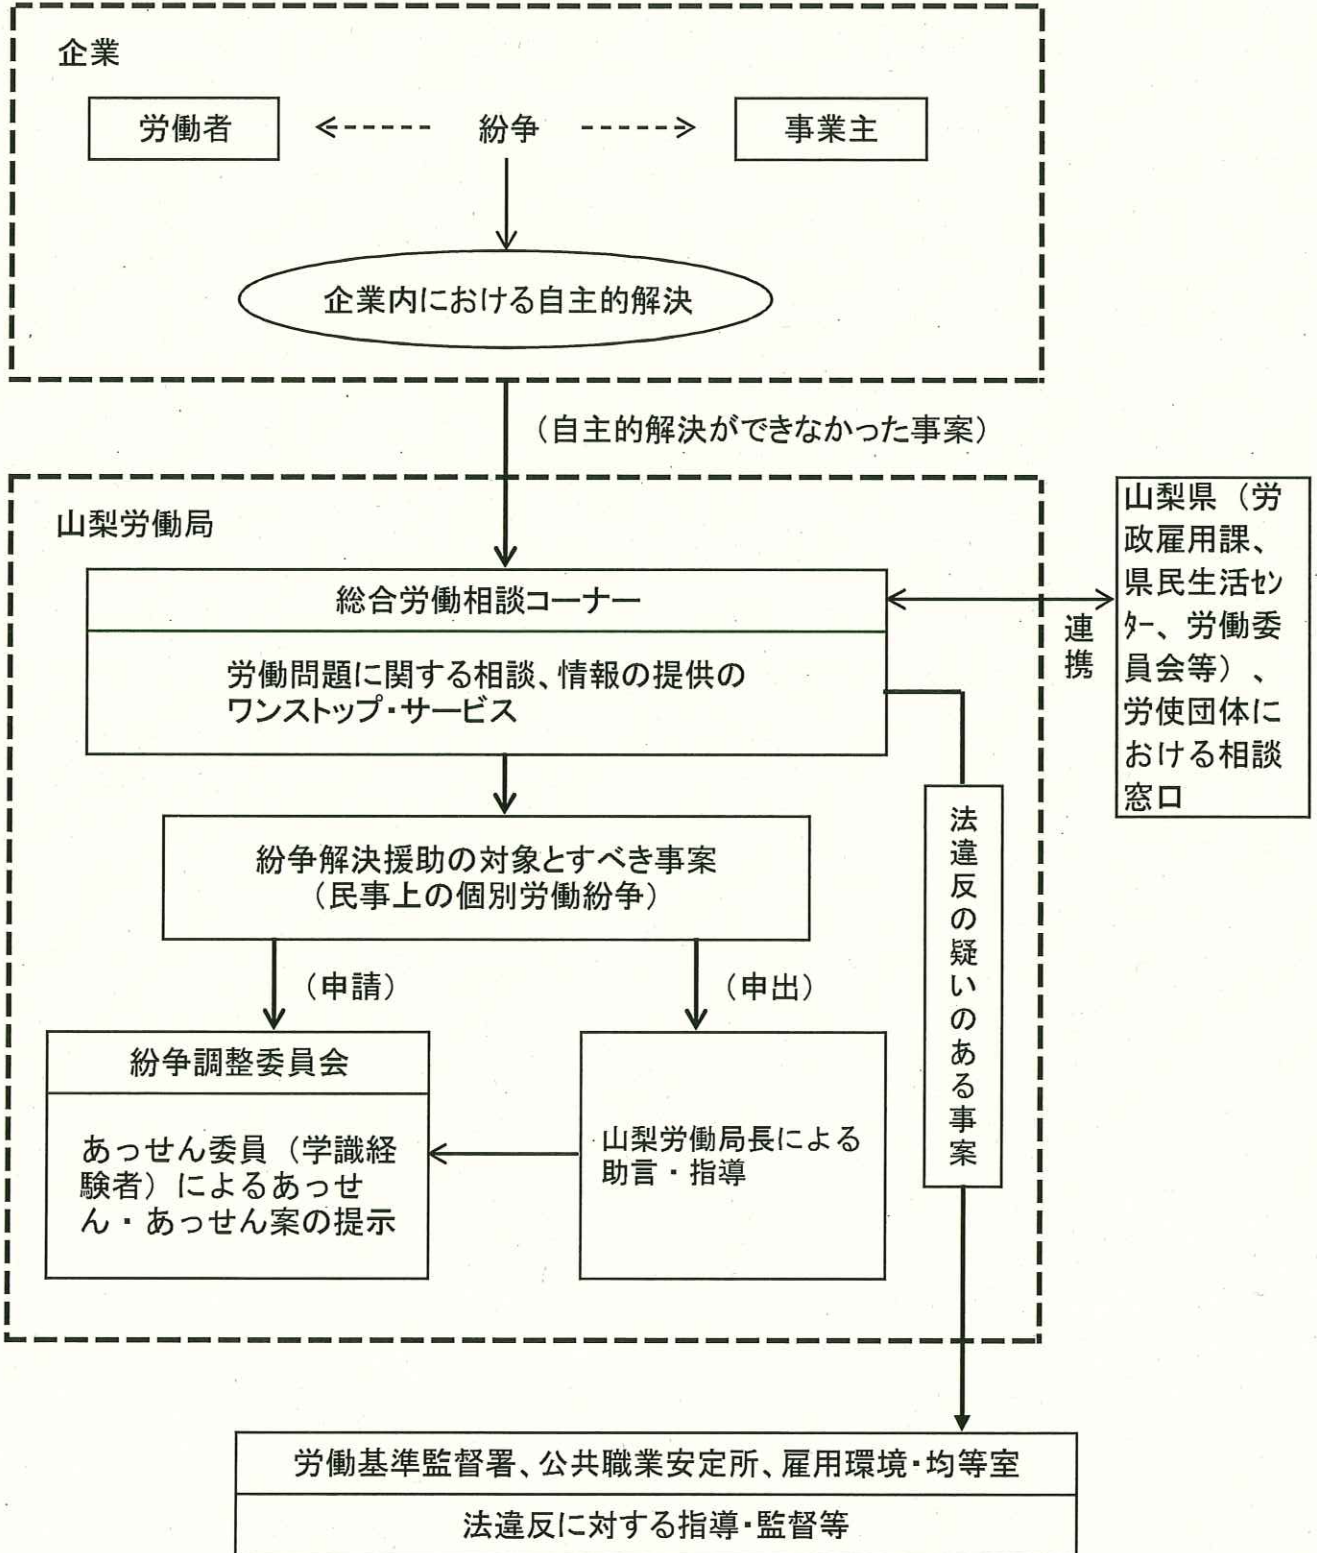 企業
労働者
紛争
事業主
企業内における自主的解決
（自主的解決ができなかった事案）
山梨労働局
総合労働相談コーナー
労働問題に関する相談、情報の提供の
ワンストップ・サービス
連携
山梨県（労
政雇用課、
県民生活ｾﾝ
ﾀｰ、労働委
員会等）、
労使団体に
おける相談
窓口
紛争解決援助の対象とすべき事案
（民事上の個別労働紛争）
法違反の疑いのある事案
（申請）
（申出）
紛争調整委員会
あっせん委員（学識経
験者）によるあっせ
ん・あっせん案の提示
山梨労働局長による
助言・指導
労働基準監督署、公共職業安定所、雇用環境・均等室
法違反に対する指導・監督等